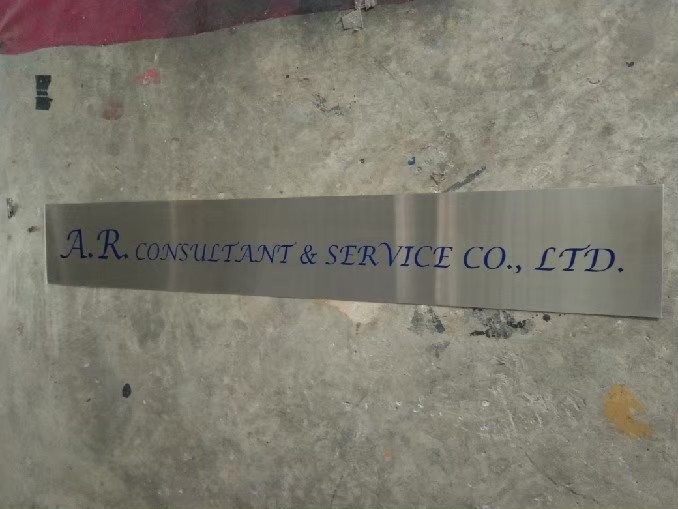 A.R. CONSULTANT & SERVICE CO., LTD.